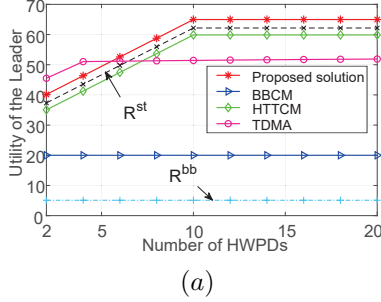 70
60
50
40
30
20
10
0
Utility of the Leader
Proposed solution
BBCM
HTTCM
TDMA
R^st
R^bb
2 5 10 15 20
Number of HWPDs
(a)